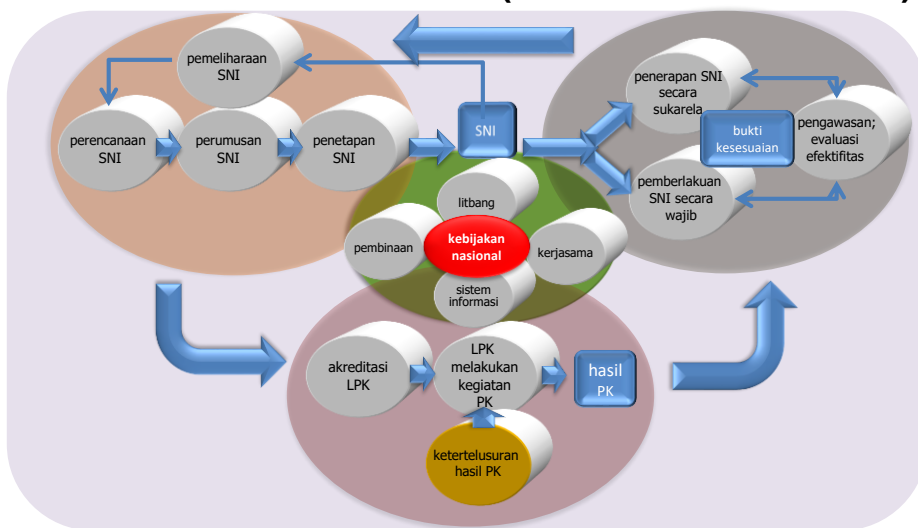 pemeliharaan
SNI
perencanaan
SNI
perumusan
SNI
penetapan
SNI
SNI
penerapan SNI
secara
sukarela
bukti
kesesuaian
pengawasan;
evaluasi
efektifitas
pemberlakuan
SNI secara
wajib
litbang
pembinaan
kebijakan
nasional
kerjasama
sistem
informasi
akreditasi
LPK
LPK
melakukan
kegiatan
PK
hasil
PK
ketertelusuran
hasil PK